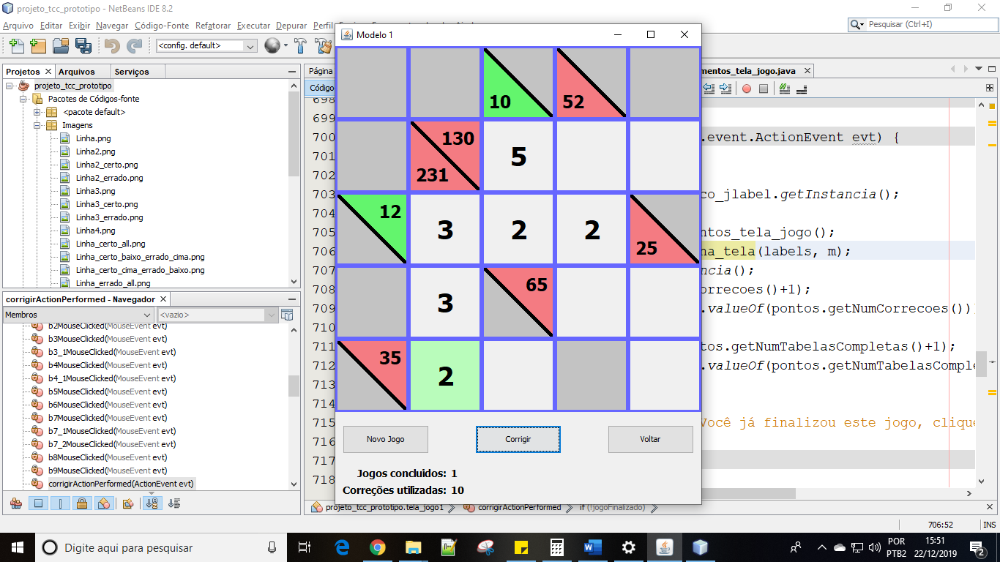 projeto_tcc_prototipo - NetBeans IDE 8.2
Arquivo Editar Exibir Navegar Código-Fonte Refatorar Executar Depurar Perfil
Pesquisar (Ctrl+I)
<config. default>
Projetos
Arquivos
Serviços
projeto_tcc_prototipo
Pacotes de Códigos-fonte
<pacote default>
Imagens
Linha.png
Linha2.png
Linha2_certo.png
Linha2_errado.png
Linha3.png
Linha3_certo.png
Linha3_errado.png
Linha4.png
Linha_certo_all.png
Linha_certo_baixo_errado_cima.png
Linha_certo_cima_errado_baixo.png
Linha_errado_all.png
corrigirActionPerformed - Navegador
Membros
<vazio>
b2MouseClicked(MouseEvent evt)
b3MouseClicked(MouseEvent evt)
b3_1MouseClicked(MouseEvent evt)
b4MouseClicked(MouseEvent evt)
b4_1MouseClicked(MouseEvent evt)
b5MouseClicked(MouseEvent evt)
b6MouseClicked(MouseEvent evt)
b7MouseClicked(MouseEvent evt)
b7_1MouseClicked(MouseEvent evt)
b7_2MouseClicked(MouseEvent evt)
b8MouseClicked(MouseEvent evt)
b9MouseClicked(MouseEvent evt)
corrigirActionPerformed(ActionEvent evt)
Modelo 1
10 52
130
231 5
12 3 2 2 25
3 65
35 2
Novo Jogo
Corrigir
Voltar
Jogos concluidos: 1
Correções utilizadas: 10
Página
mentos_tela_jogo.java
Código
698
699
700 .event.ActionEvent evt) {
701
702
703 co_jlabel.getInstancia();
704
705 ntos_tela_jogo();
706 na_tela(labels, m);
707 ncia();
708 orrecoes()+1);
709 .valueOf(pontos.getNumCorrecoes())
710
711 tos.getNumTabelasCompletas()+1);
712 .valueOf(pontos.getNumTabelasComple
713
714
715 Você já finalizou este jogo, clique
716
717
718
projeto_tcc_prototipo.tela_jogo1
corrigirActionPerformed
if (!jogoFinalizado)
706:52
INS
Digite aqui para pesquisar
POR
PTB2
15:51
22/12/2019
2